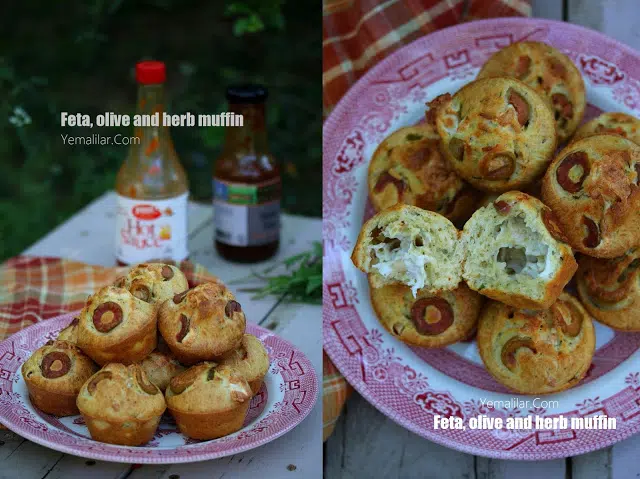 Feta, olive and herb muffin
Yemalilar.Com
Hot
Sauce
Yemalilar.Com
Feta, olive and herb muffin